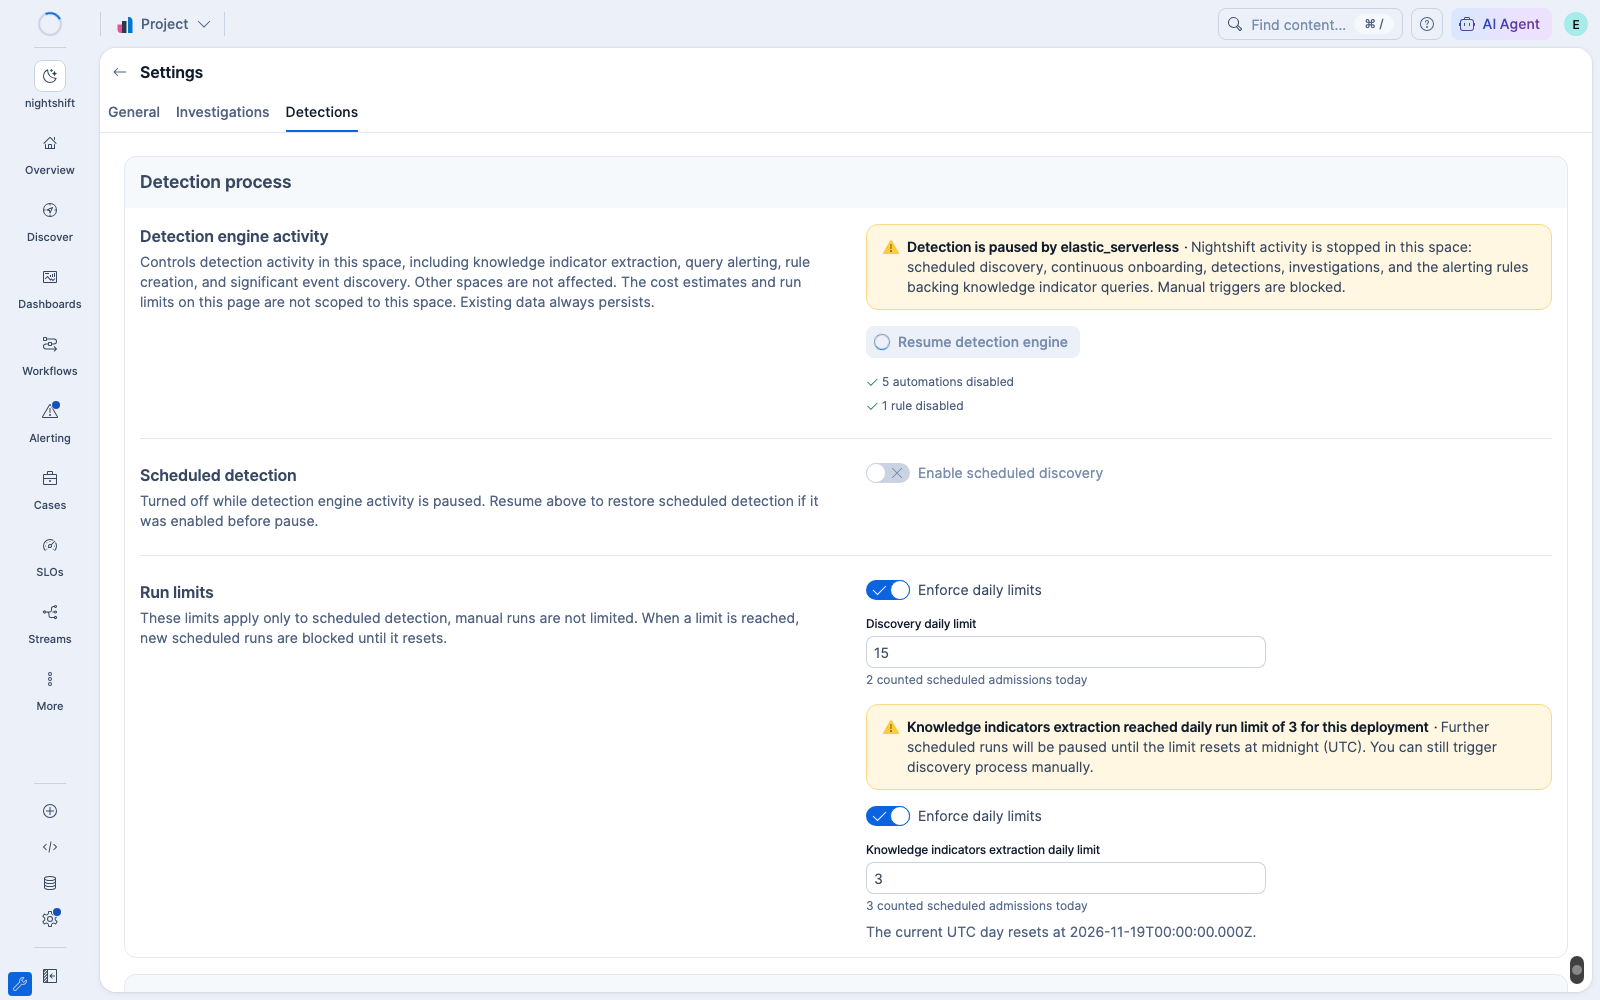 Project
Find content...
⌘ /
AI Agent
E
nightshift
Overview
Discover
Dashboards
Workflows
Alerting
Cases
SLOs
Streams
More
Settings
General
Investigations
Detections
Detection process
Detection engine activity
Controls detection activity in this space, including knowledge indicator extraction, query alerting, rule
creation, and significant event discovery. Other spaces are not affected. The cost estimates and run
limits on this page are not scoped to this space. Existing data always persists.
Detection is paused by elastic_serverless · Nightshift activity is stopped in this space:
scheduled discovery, continuous onboarding, detections, investigations, and the alerting rules
backing knowledge indicator queries. Manual triggers are blocked.
Resume detection engine
5 automations disabled
1 rule disabled
Scheduled detection
Turned off while detection engine activity is paused. Resume above to restore scheduled detection if it
was enabled before pause.
Enable scheduled discovery
Run limits
These limits apply only to scheduled detection, manual runs are not limited. When a limit is reached,
new scheduled runs are blocked until it resets.
Enforce daily limits
Discovery daily limit
15
2 counted scheduled admissions today
Knowledge indicators extraction reached daily run limit of 3 for this deployment · Further
scheduled runs will be paused until the limit resets at midnight (UTC). You can still trigger
discovery process manually.
Enforce daily limits
Knowledge indicators extraction daily limit
3
3 counted scheduled admissions today
The current UTC day resets at 2026-11-19T00:00:00.000Z.